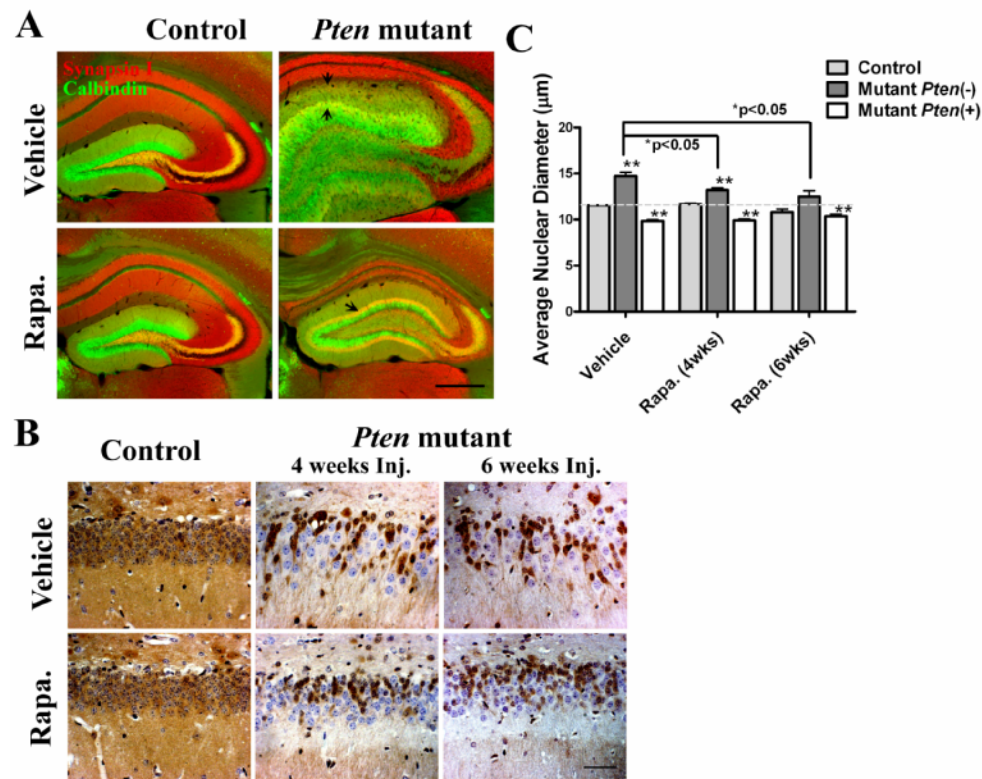 A
Control
Pten mutant
Vehicle
Synapsin I
Calbindin
Rapa.
B
Control
Pten mutant
4 weeks Inj.
6 weeks Inj.
Vehicle
Rapa.
C
Control
Mutant Pten(-)
Mutant Pten(+)
Average Nuclear Diameter (μm)
20
15
10
5
0
*p<0.05
*p<0.05
**
**
**
**
**
Vehicle
Rapa. (4wks)
Rapa. (6wks)